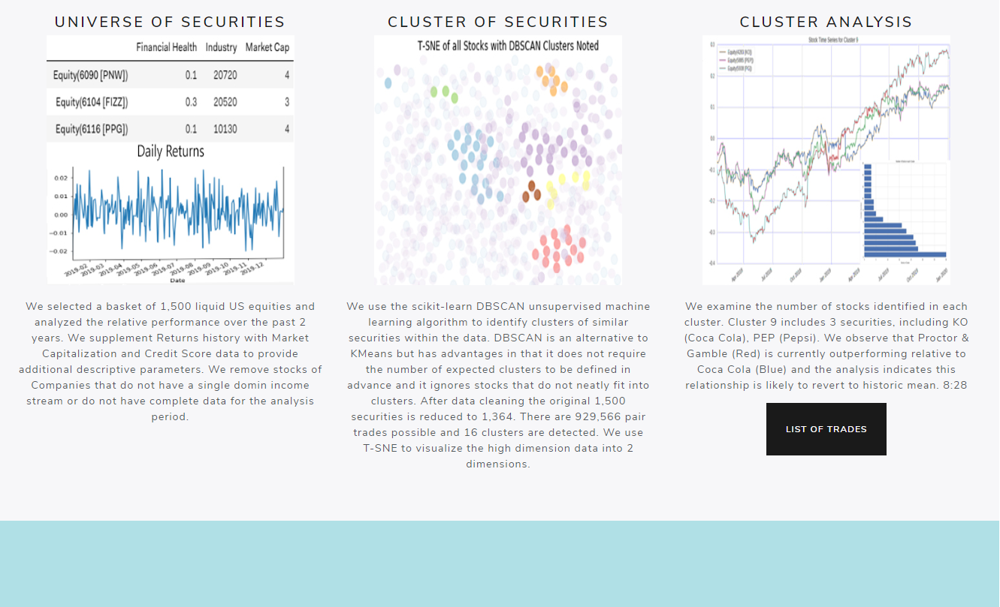 UNIVERSE OF SECURITIES
Financial Health Industry Market Cap
Equity(6090 [PNW]) 0.1 20720 4
Equity(6104 [FIZZ]) 0.3 20520 3
Equity(6116 [PPG]) 0.1 10130 4
Daily Returns
0.02
0.01
0.00
−0.01
−0.02
2019-02 2019-03 2019-04 2019-05 2019-06 2019-07 2019-08 2019-09 2019-10 2019-11 2019-12
Date
We selected a basket of 1,500 liquid US equities and
analyzed the relative performance over the past 2
years. We supplement Returns history with Market
Capitalization and Credit Score data to provide
additional descriptive parameters. We remove stocks of
Companies that do not have a single domin income
stream or do not have complete data for the analysis
period.
CLUSTER OF SECURITIES
T-SNE of all Stocks with DBSCAN Clusters Noted
We use the scikit-learn DBSCAN unsupervised machine
learning algorithm to identify clusters of similar
securities within the data. DBSCAN is an alternative to
KMeans but has advantages in that it does not require
the number of expected clusters to be defined in
advance and it ignores stocks that do not neatly fit into
clusters. After data cleaning the original 1,500
securities is reduced to 1,364. There are 929,566 pair
trades possible and 16 clusters are detected. We use
T-SNE to visualize the high dimension data into 2
dimensions.
CLUSTER ANALYSIS
Stock Time Series for Cluster 9
0.3
0.2
0.1
0.0
-0.1
-0.2
-0.3
-0.4
Apr 2018 Jul 2018 Oct 2018 Jan 2019 Apr 2019 Jul 2019 Oct 2019 Jan 2020
We examine the number of stocks identified in each
cluster. Cluster 9 includes 3 securities, including KO
(Coca Cola), PEP (Pepsi). We observe that Proctor &
Gamble (Red) is currently outperforming relative to
Coca Cola (Blue) and the analysis indicates this
relationship is likely to revert to historic mean. 8:28
LIST OF TRADES